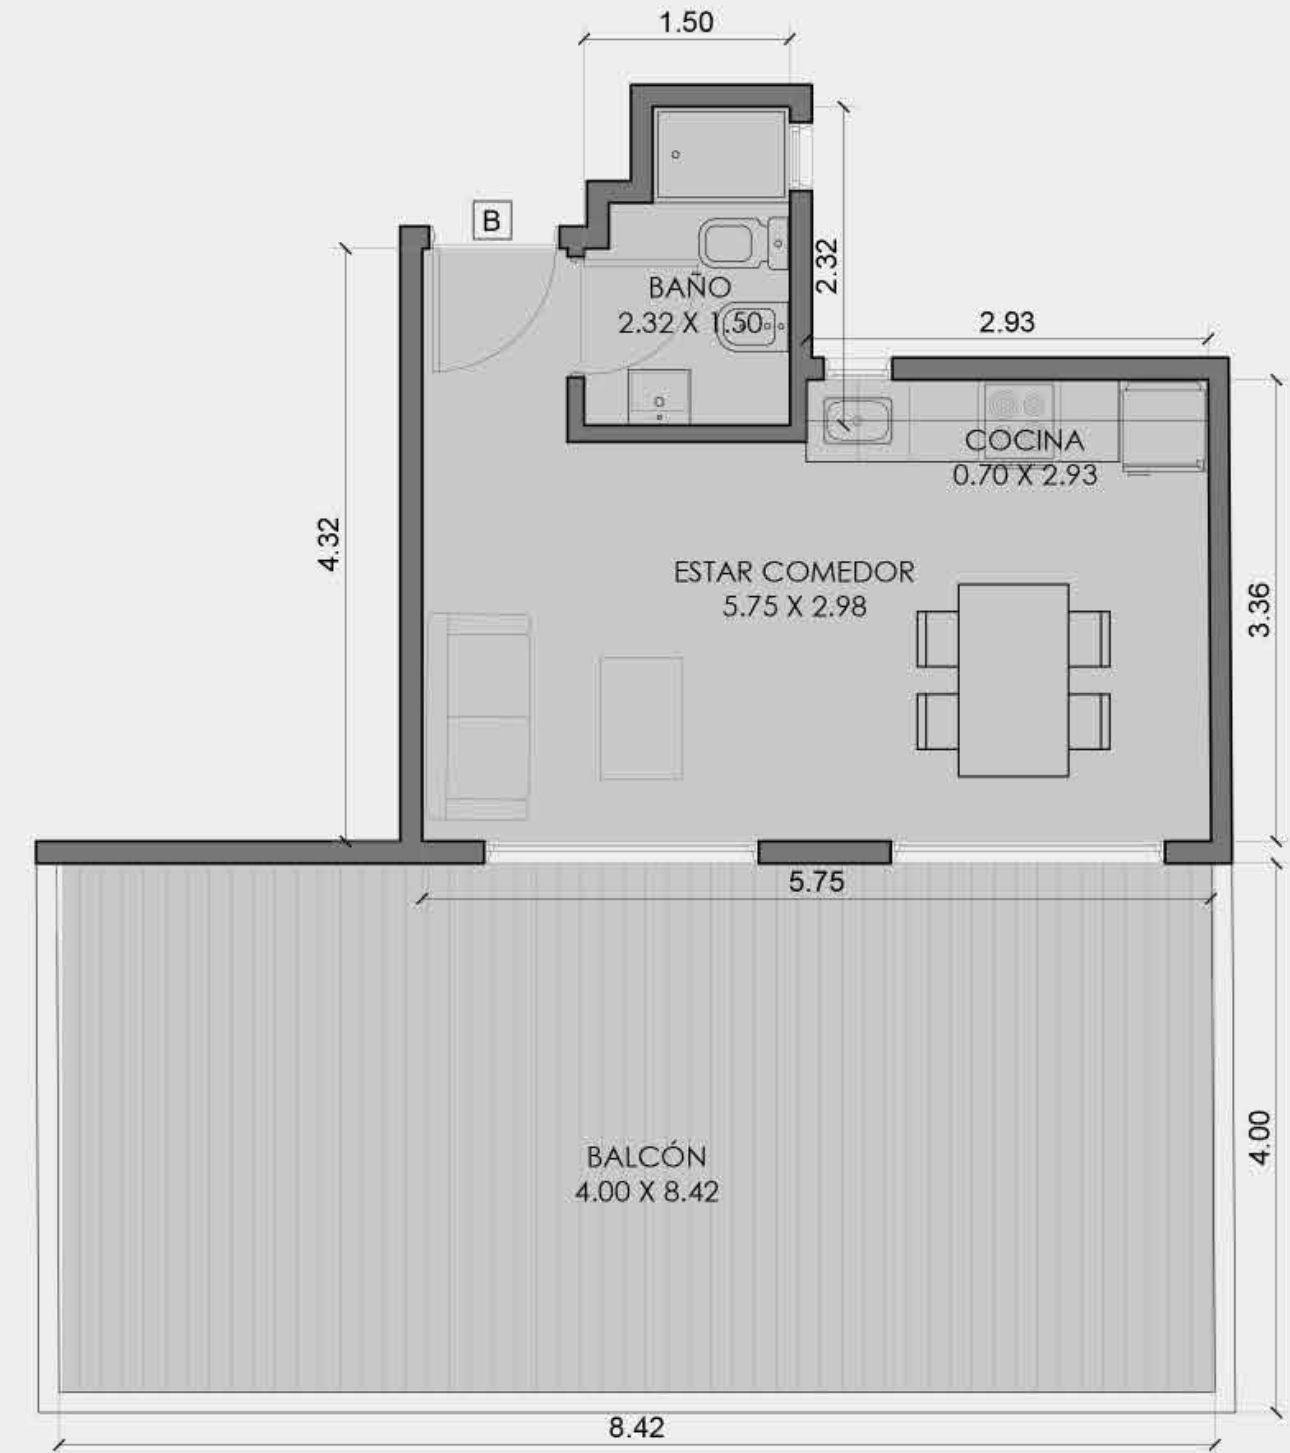 1.50
B
BAÑO
2.32 X 1.50
2.32
2.93
COCINA
0.70 X 2.93
4.32
ESTAR COMEDOR
5.75 X 2.98
3.36
5.75
BALCÓN
4.00 X 8.42
4.00
8.42